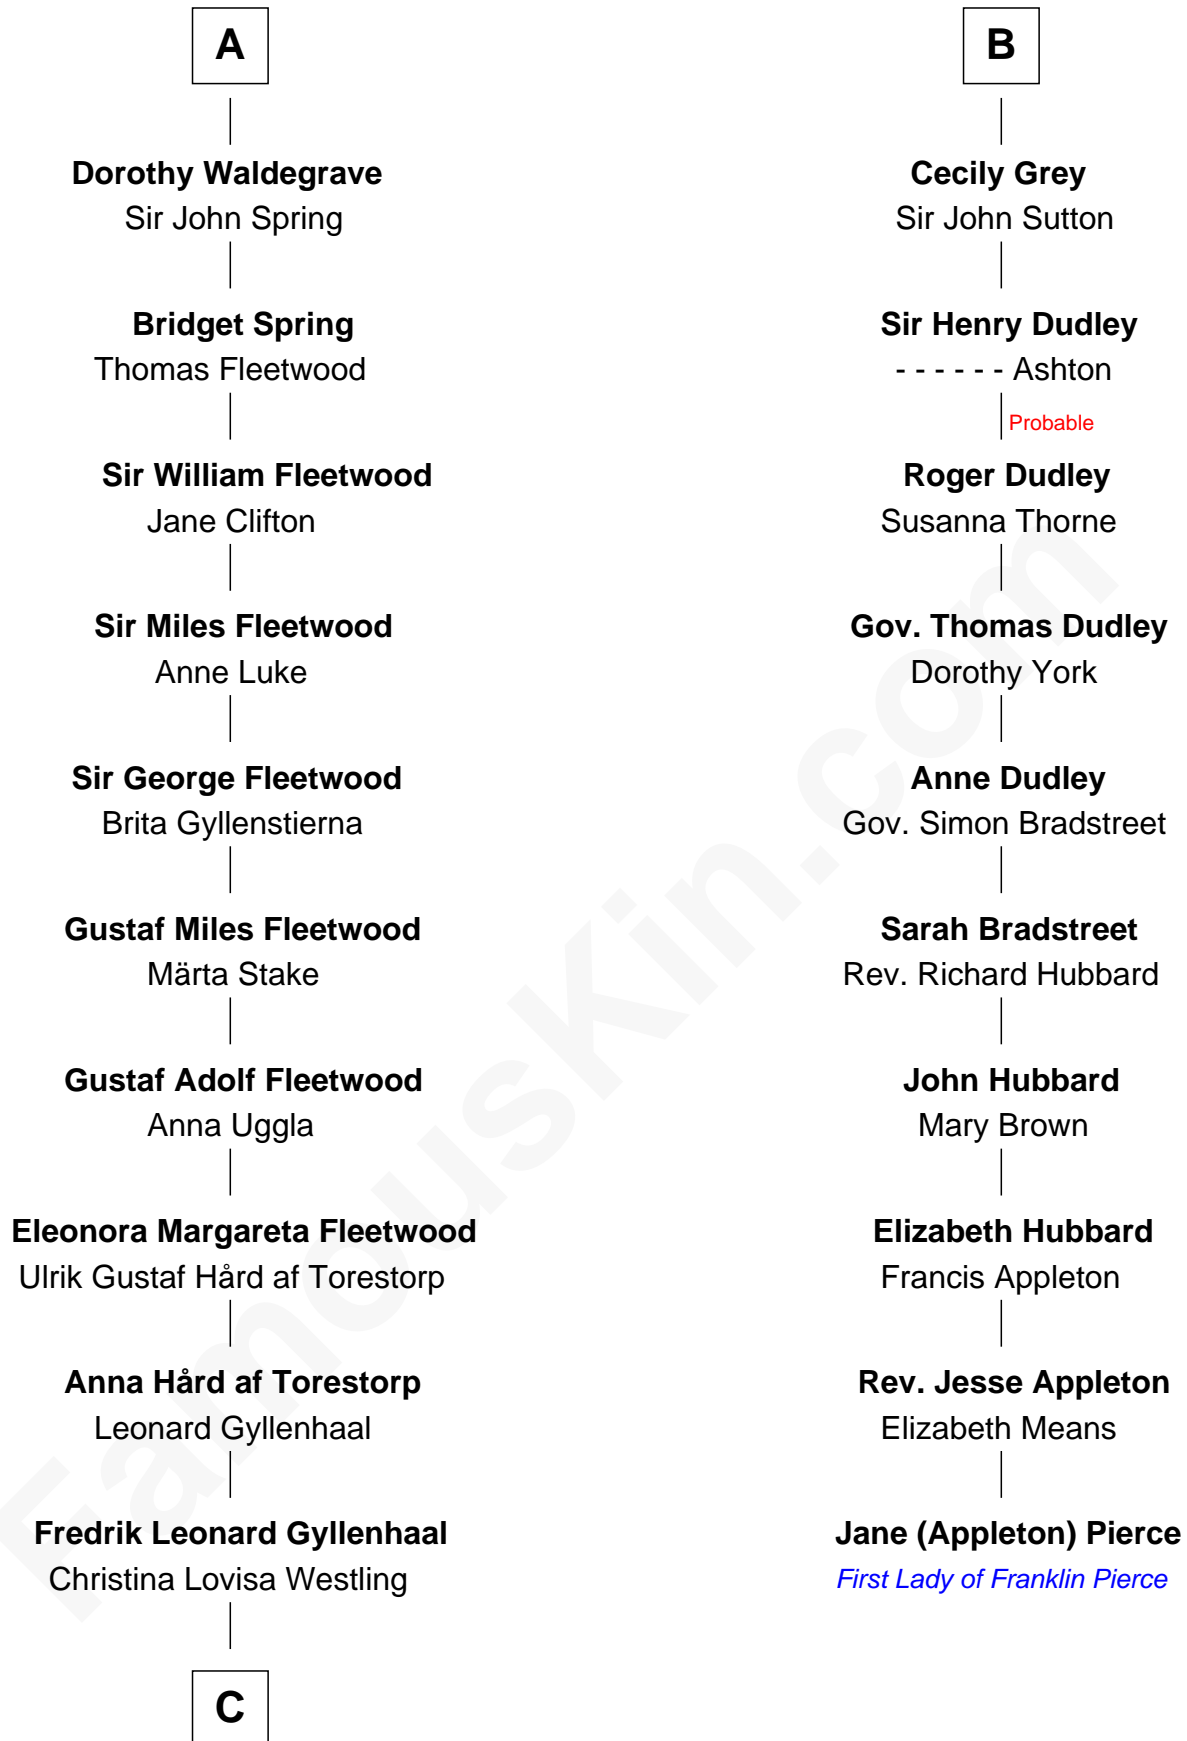 A
Dorothy Waldegrave
Sir John Spring
Bridget Spring
Thomas Fleetwood
Sir William Fleetwood
Jane Clifton
Sir Miles Fleetwood
Anne Luke
Sir George Fleetwood
Brita Gyllenstierna
Gustaf Miles Fleetwood
Märta Stake
Gustaf Adolf Fleetwood
Anna Uggla
Eleonora Margareta Fleetwood
Ulrik Gustaf Hård af Torestorp
Anna Hård af Torestorp
Leonard Gyllenhaal
Fredrik Leonard Gyllenhaal
Christina Lovisa Westling
C
B
Cecily Grey
Sir John Sutton
Sir Henry Dudley
- - - - - - Ashton
Probable
Roger Dudley
Susanna Thorne
Gov. Thomas Dudley
Dorothy York
Anne Dudley
Gov. Simon Bradstreet
Sarah Bradstreet
Rev. Richard Hubbard
John Hubbard
Mary Brown
Elizabeth Hubbard
Francis Appleton
Rev. Jesse Appleton
Elizabeth Means
Jane (Appleton) Pierce
First Lady of Franklin Pierce
FamousKin.com